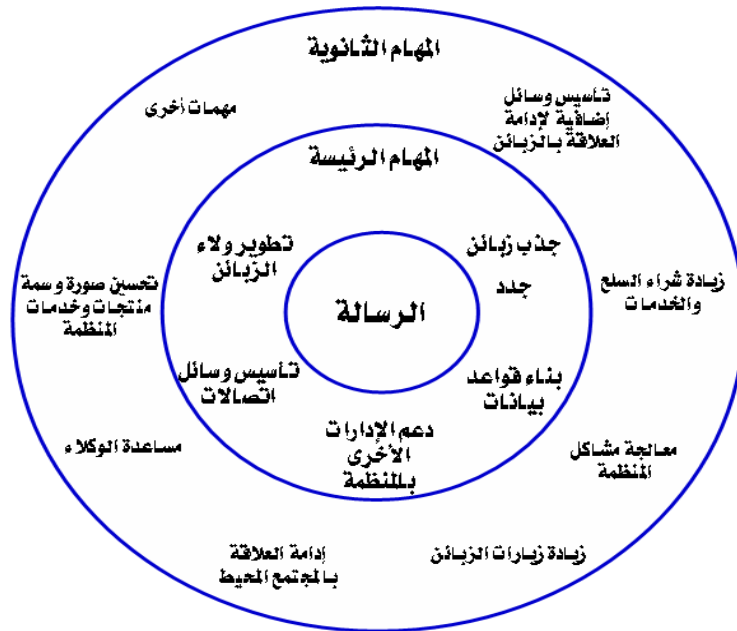 المهام الثانوية
تأسيس وسائل
إضافية لإدامة
العلاقة بالزبائن
مهمات أخرى
المهام الرئيسة
جذب زبائن
جدد
تطوير ولاء
الزبائن
الرسالة
زيادة شراء السلع
والخدمات
تحسين صورة وسمة
منتجات وخدمات
المنظمة
بناء قواعد
بيانات
تأسيس وسائل
اتصالات
دعم الإدارات
الأخرى
بالمنظمة
معالجة مشاكل
المنظمة
مساعدة الوكلاء
زيادة زيارات الزبائن
إدامة العلاقة
بالمجتمع المحيط